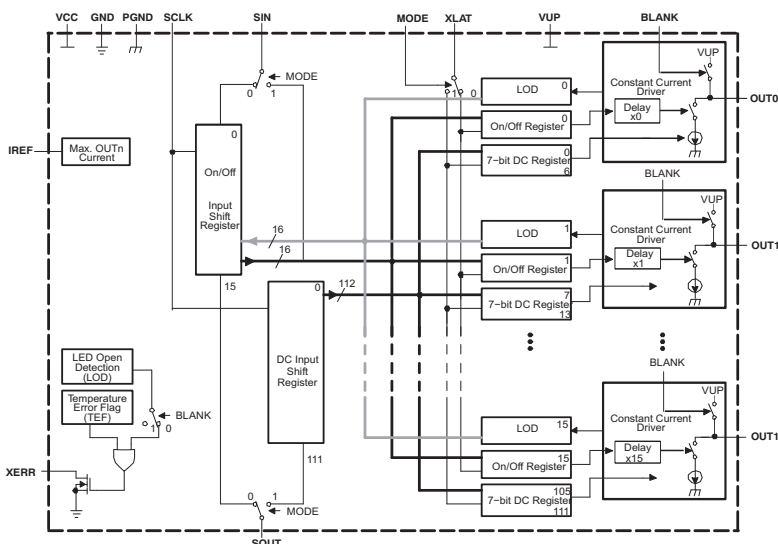 VCC GND PGND SCLK SIN MODE XLAT VUP BLANK
MODE
0 1
1 0
LOD 0
On/Off Register 0
7−bit DC Register 0
6
VUP
Constant Current
Driver
Delay
x0
OUT0
IREF
Max. OUTn
Current
0
On/Off
Input
Shift
Register
15
16
16
BLANK
LOD 1
On/Off Register 1
7−bit DC Register 7
13
VUP
Constant Current
Driver
Delay
x1
OUT1
0
112
DC Input
Shift
Register
111
LED Open
Detection
(LOD)
Temperature
Error Flag
(TEF)
BLANK
1 0
XERR
BLANK
LOD 15
On/Off Register 15
7−bit DC Register 105
111
VUP
Constant Current
Driver
Delay
x15
OUT1
0 1
MODE
SOUT